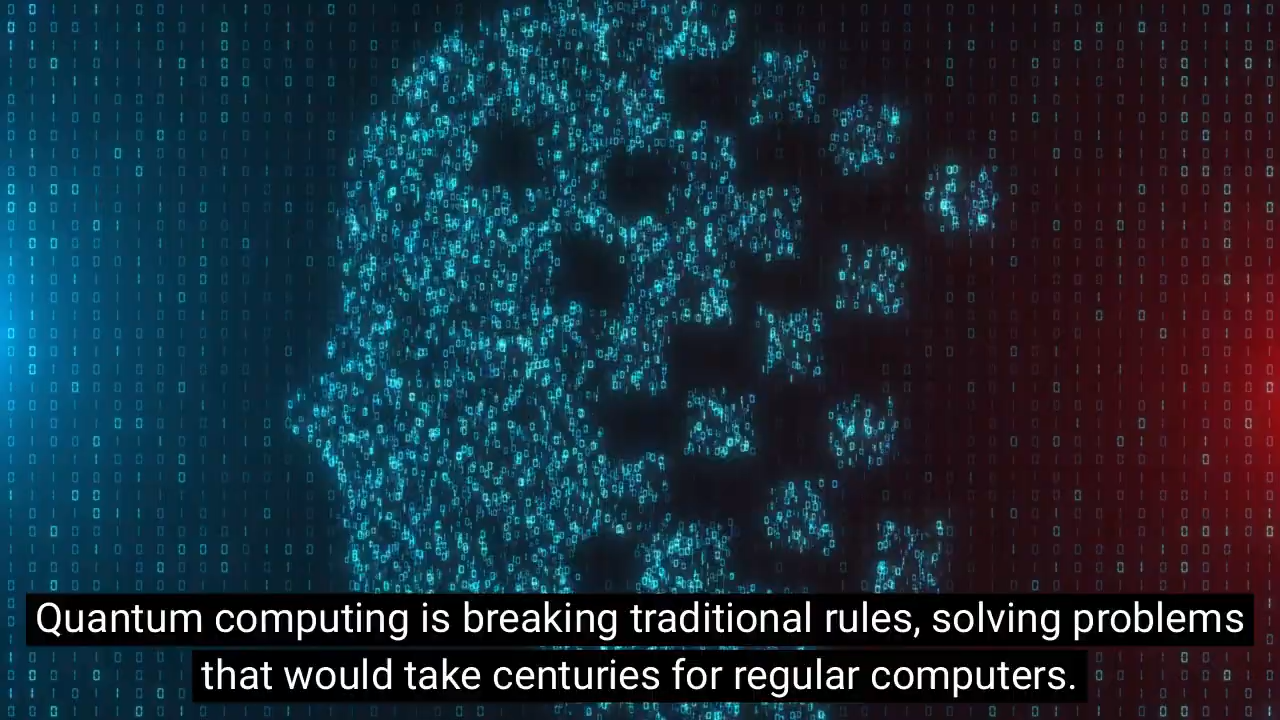 Quantum computing is breaking traditional rules, solving problems
that would take centuries for regular computers.